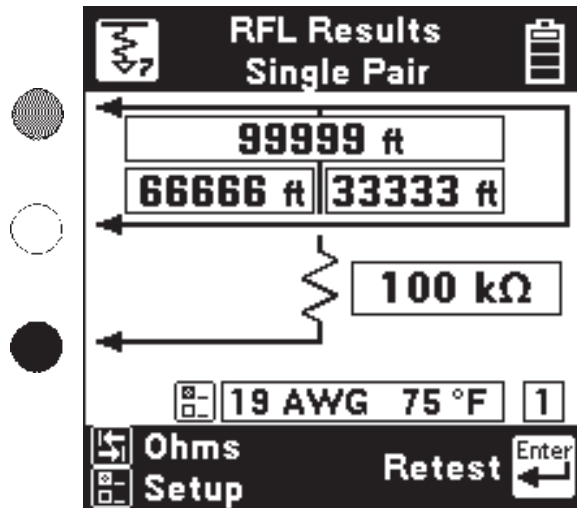 7
RFL Results
Single Pair
99999 ft
66666 ft 33333 ft
100 kΩ
19 AWG 75 °F 1
Ohms
Setup
Retest Enter